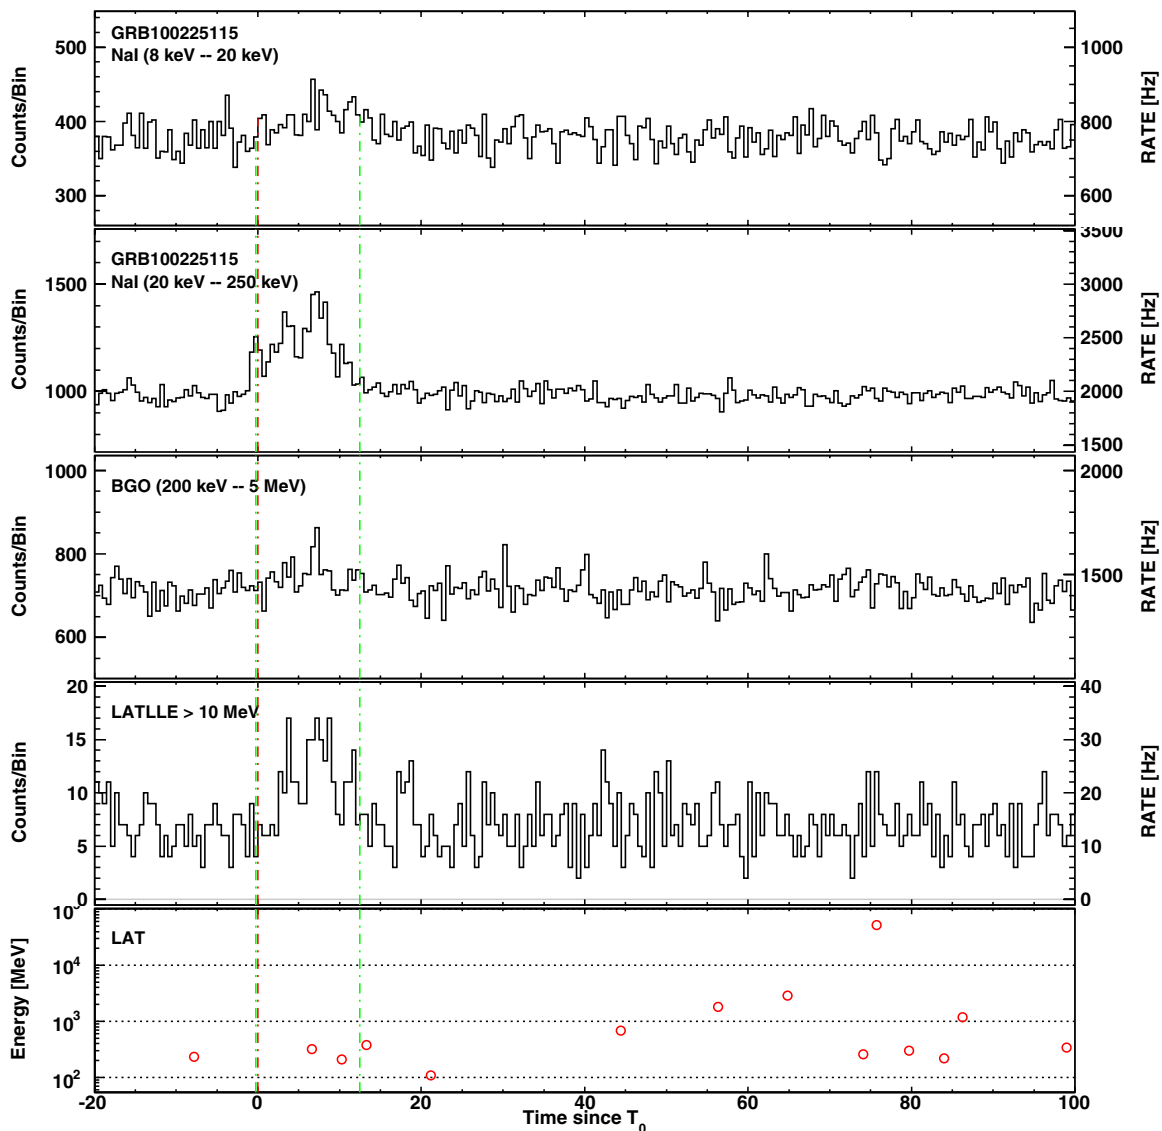 GRB100225115
NaI (8 keV -- 20 keV)
Counts/Bin
500
400
300
RATE [Hz]
1000
800
600
GRB100225115
NaI (20 keV -- 250 keV)
Counts/Bin
1500
1000
RATE [Hz]
3500
3000
2500
2000
1500
BGO (200 keV -- 5 MeV)
Counts/Bin
1000
800
600
RATE [Hz]
2000
1500
LATLLE > 10 MeV
Counts/Bin
20
15
10
5
0
RATE [Hz]
40
30
20
10
0
LAT
Energy [MeV]
10⁵
10⁴
10³
10²
-20 0 20 40 60 80 100
Time since T₀